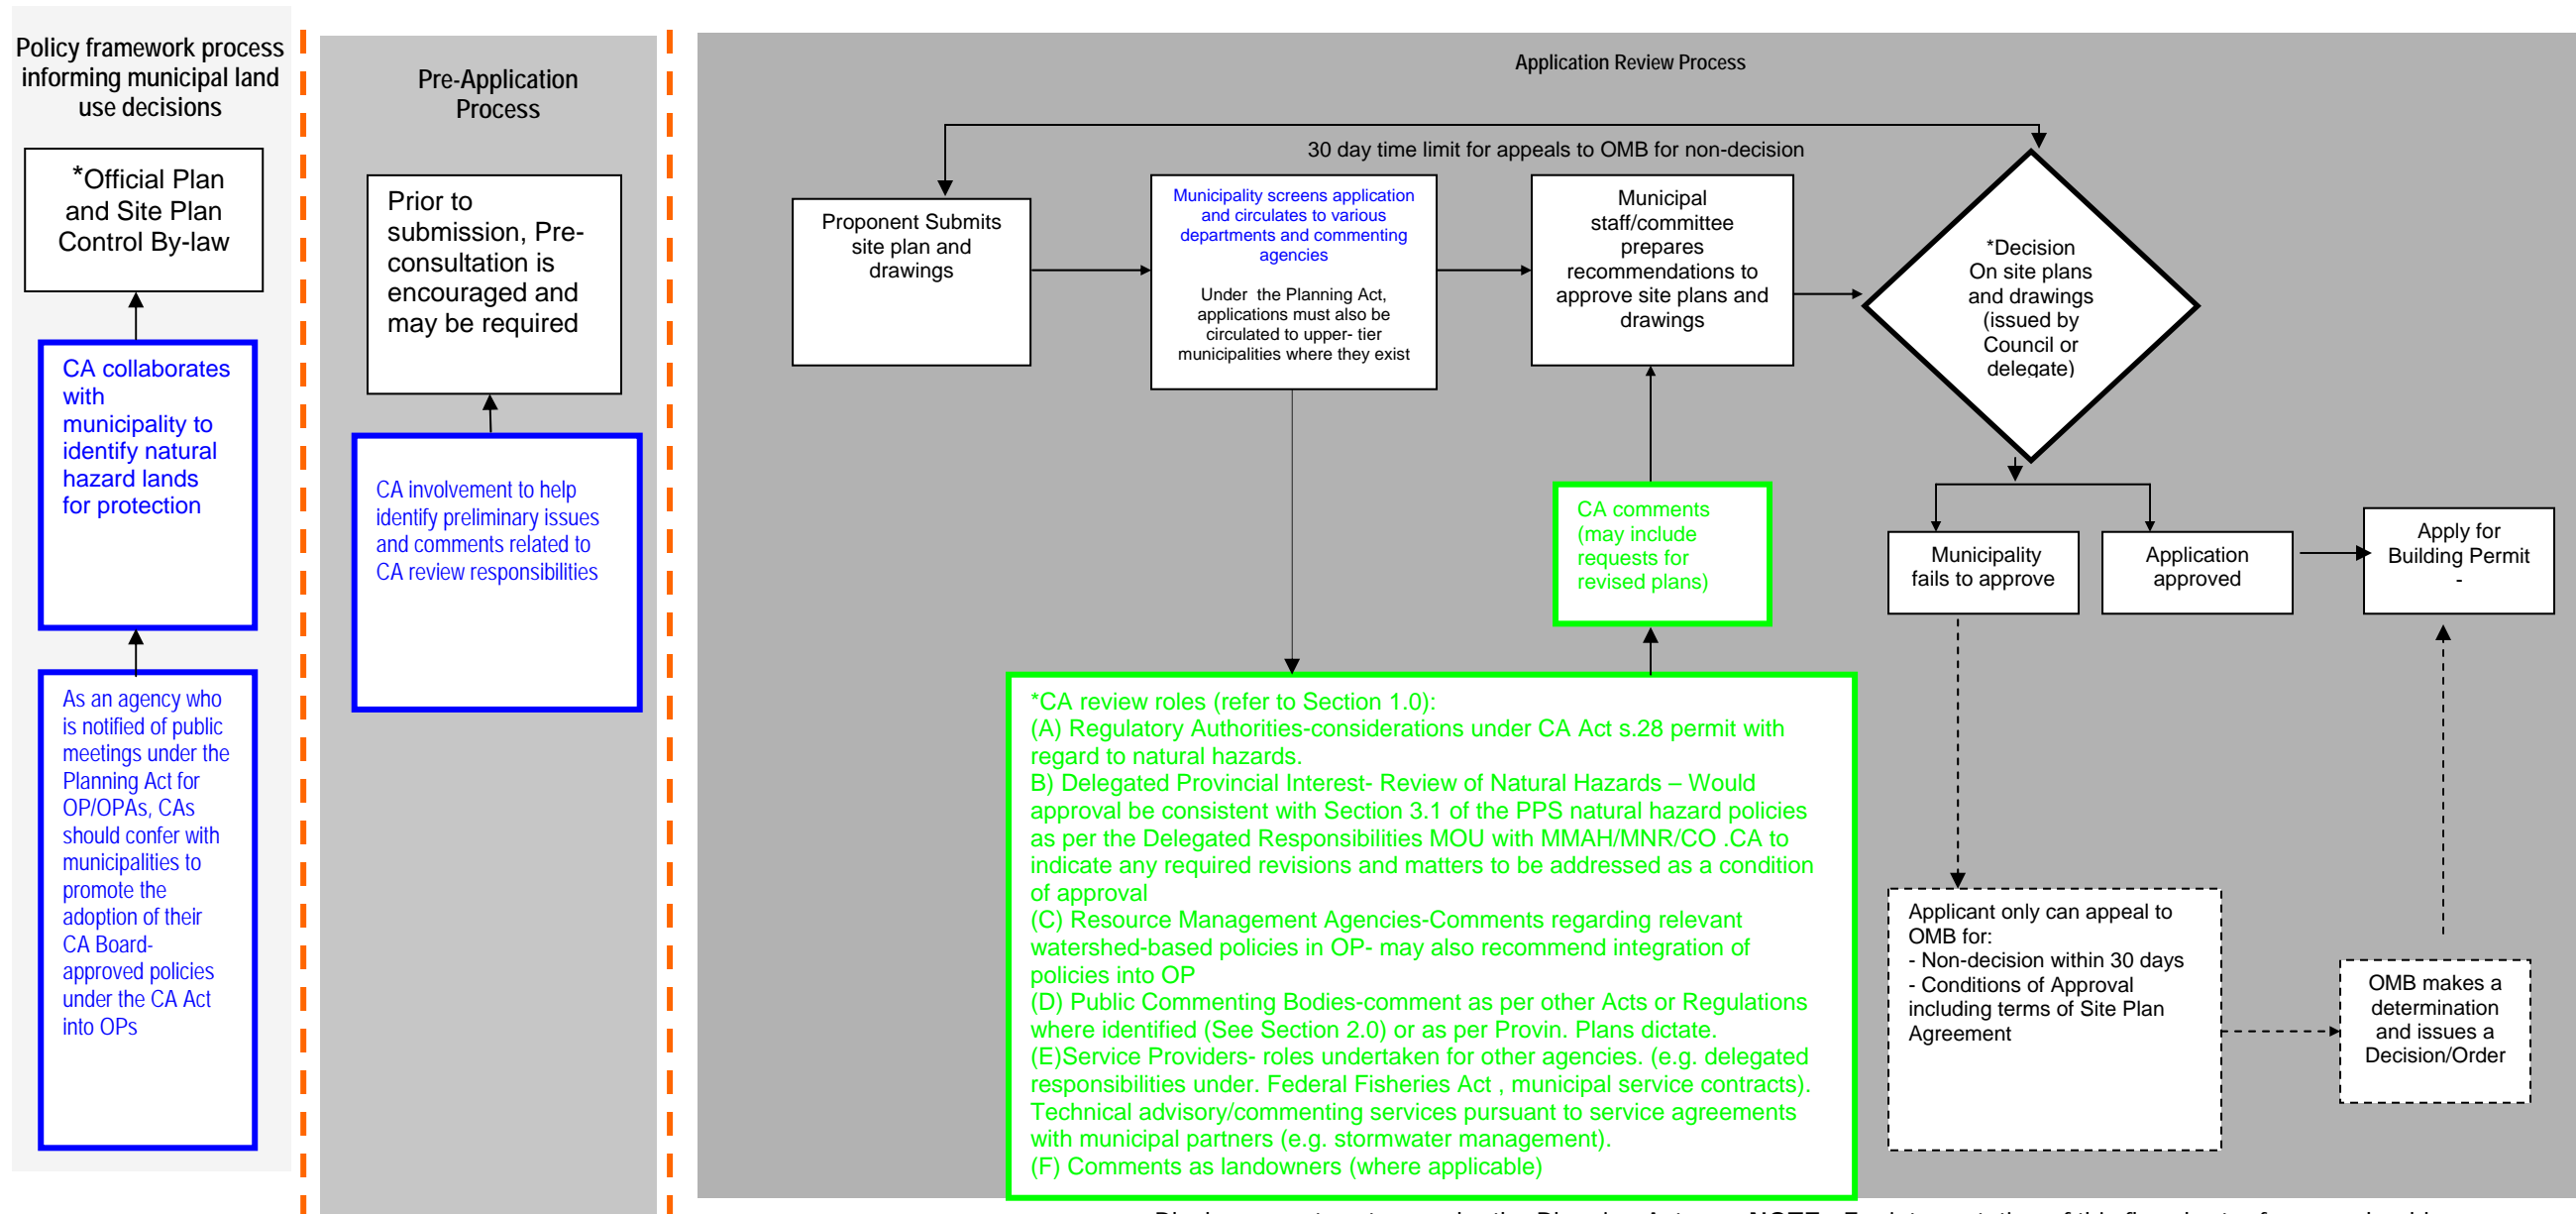 Policy framework process
informing municipal land
use decisions
*Official Plan
and Site Plan
Control By-law
CA collaborates
with
municipality to
identify natural
hazard lands
for protection
As an agency who
is notified of public
meetings under the
Planning Act for
OP/OPAs, CAs
should confer with
municipalities to
promote the
adoption of their
CA Board-
approved policies
under the CA Act
into OPs
Pre-Application
Process
Prior to
submission, Pre-
consultation is
encouraged and
may be required
CA involvement to help
identify preliminary issues
and comments related to
CA review responsibilities
Application Review Process
30 day time limit for appeals to OMB for non-decision
Proponent Submits
site plan and
drawings
Municipality screens application
and circulates to various
departments and commenting
agencies
Under the Planning Act,
applications must also be
circulated to upper- tier
municipalities where they exist
Municipal
staff/committee
prepares
recommendations to
approve site plans and
drawings
*Decision
On site plans
and drawings
(issued by
Council or
delegate)
CA comments
(may include
requests for
revised plans)
Municipality
fails to approve
Application
approved
Apply for
Building Permit
-
*CA review roles (refer to Section 1.0):
(A) Regulatory Authorities-considerations under CA Act s.28 permit with
regard to natural hazards.
B) Delegated Provincial Interest- Review of Natural Hazards – Would
approval be consistent with Section 3.1 of the PPS natural hazard policies
as per the Delegated Responsibilities MOU with MMAH/MNR/CO .CA to
indicate any required revisions and matters to be addressed as a condition
of approval
(C) Resource Management Agencies-Comments regarding relevant
watershed-based policies in OP- may also recommend integration of
policies into OP
(D) Public Commenting Bodies-comment as per other Acts or Regulations
where identified (See Section 2.0) or as per Provin. Plans dictate.
(E)Service Providers- roles undertaken for other agencies. (e.g. delegated
responsibilities under. Federal Fisheries Act , municipal service contracts).
Technical advisory/commenting services pursuant to service agreements
with municipal partners (e.g. stormwater management).
(F) Comments as landowners (where applicable)
Applicant only can appeal to
OMB for:
- Non-decision within 30 days
- Conditions of Approval
including terms of Site Plan
Agreement
OMB makes a
determination
and issues a
Decision/Order